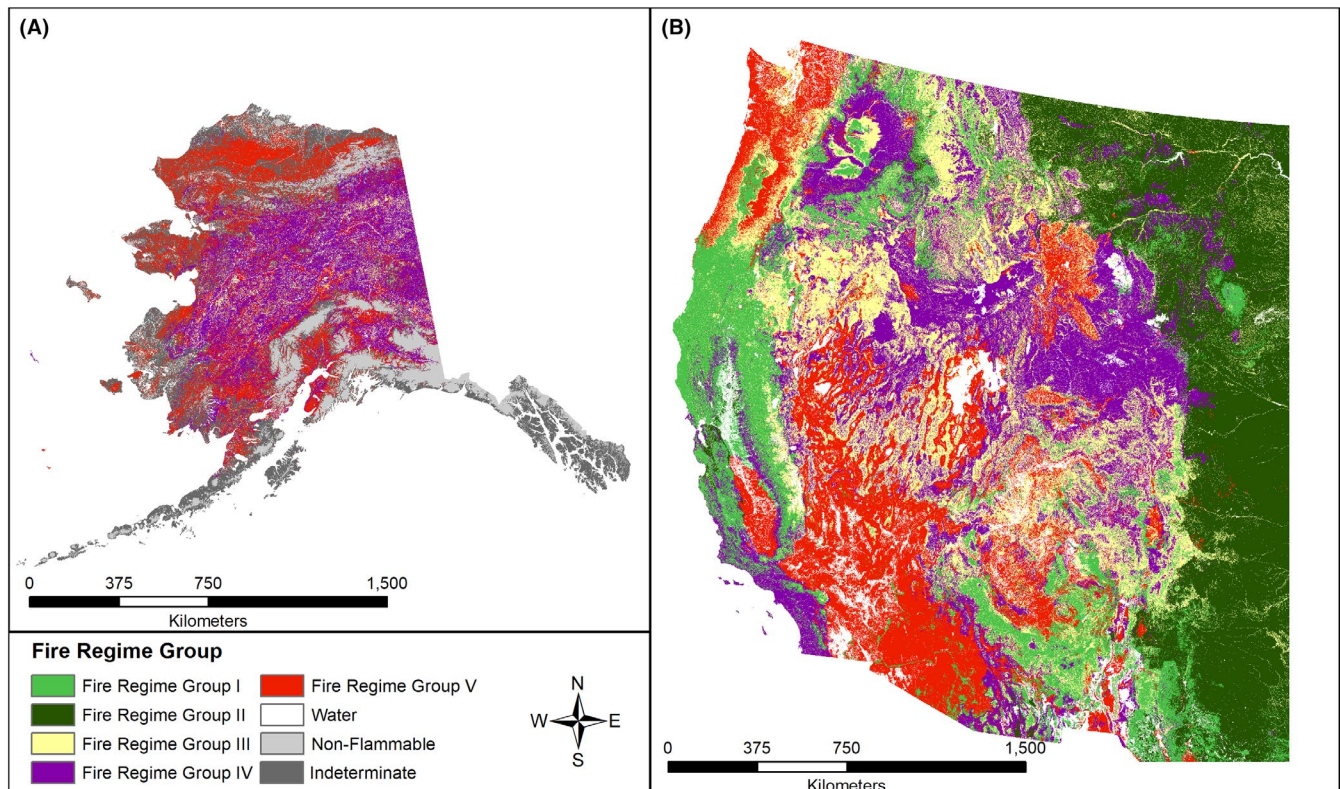 (A)
0 375 750 1,500
Kilometers
Fire Regime Group
Fire Regime Group I
Fire Regime Group II
Fire Regime Group III
Fire Regime Group IV
Fire Regime Group V
Water
Non-Flammable
Indeterminate
N
W E
S
(B)
0 375 750 1,500
Kilometers